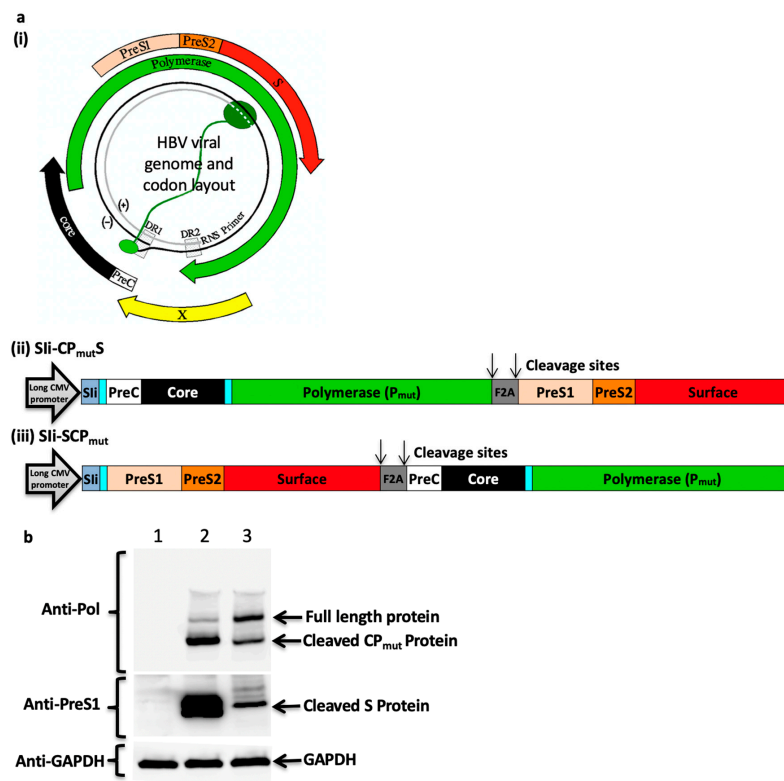 a
(i)
PreS1
PreS2
S
Polymerase
HBV viral
genome and
codon layout
(+)
(−)
DR1
DR2
RNS Primer
core
PreC
X
(ii) SIi-CPmutS
Cleavage sites
Long CMV
promoter
SIi
PreC
Core
Polymerase (Pmut)
F2A
PreS1
PreS2
Surface
(iii) SIi-SCPmut
Cleavage sites
Long CMV
promoter
SIi
PreS1
PreS2
Surface
F2A
PreC
Core
Polymerase (Pmut)
b
1 2 3
Anti-Pol
Full length protein
Cleaved CPmut Protein
Anti-PreS1
Cleaved S Protein
Anti-GAPDH
GAPDH